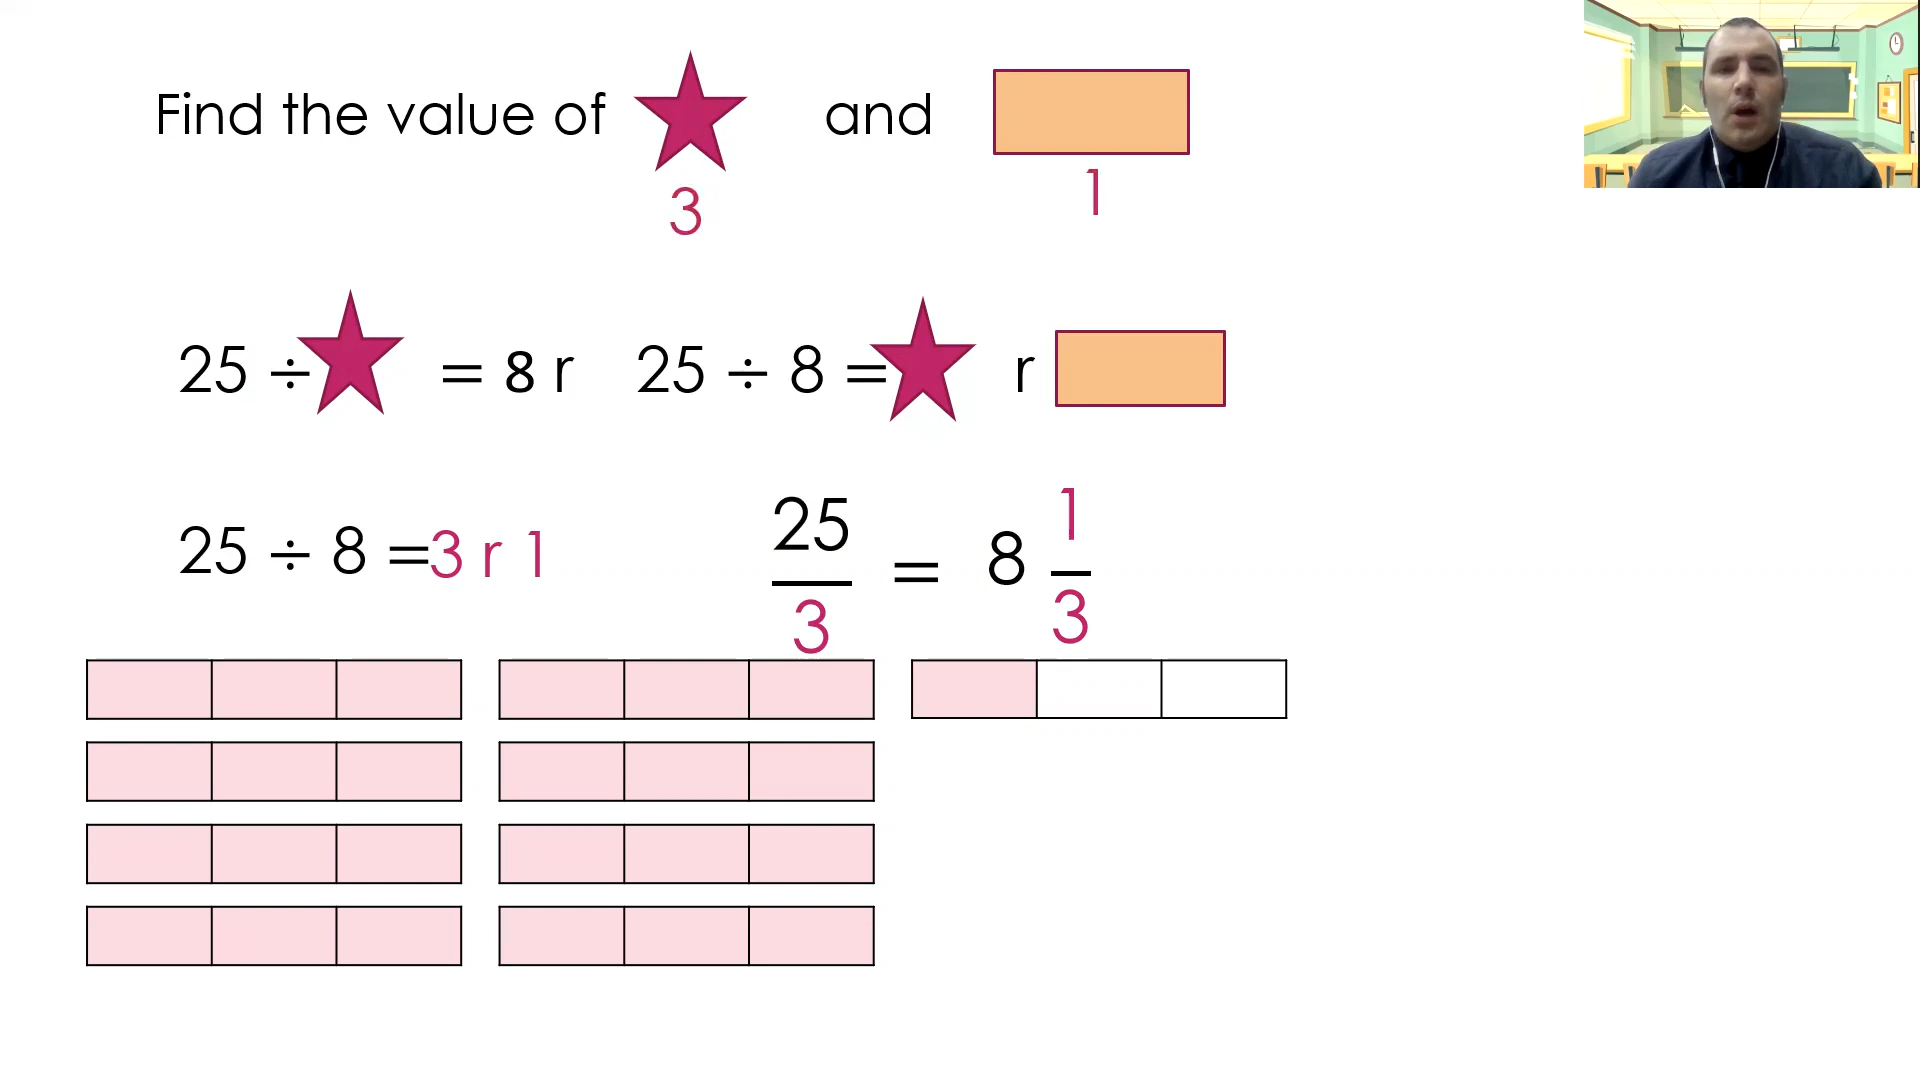 Find the value of and
3 1
25 ÷ = 8 r 25 ÷ 8 = r
25 ÷ 8 =3 r 1
25/3 = 8 1/3